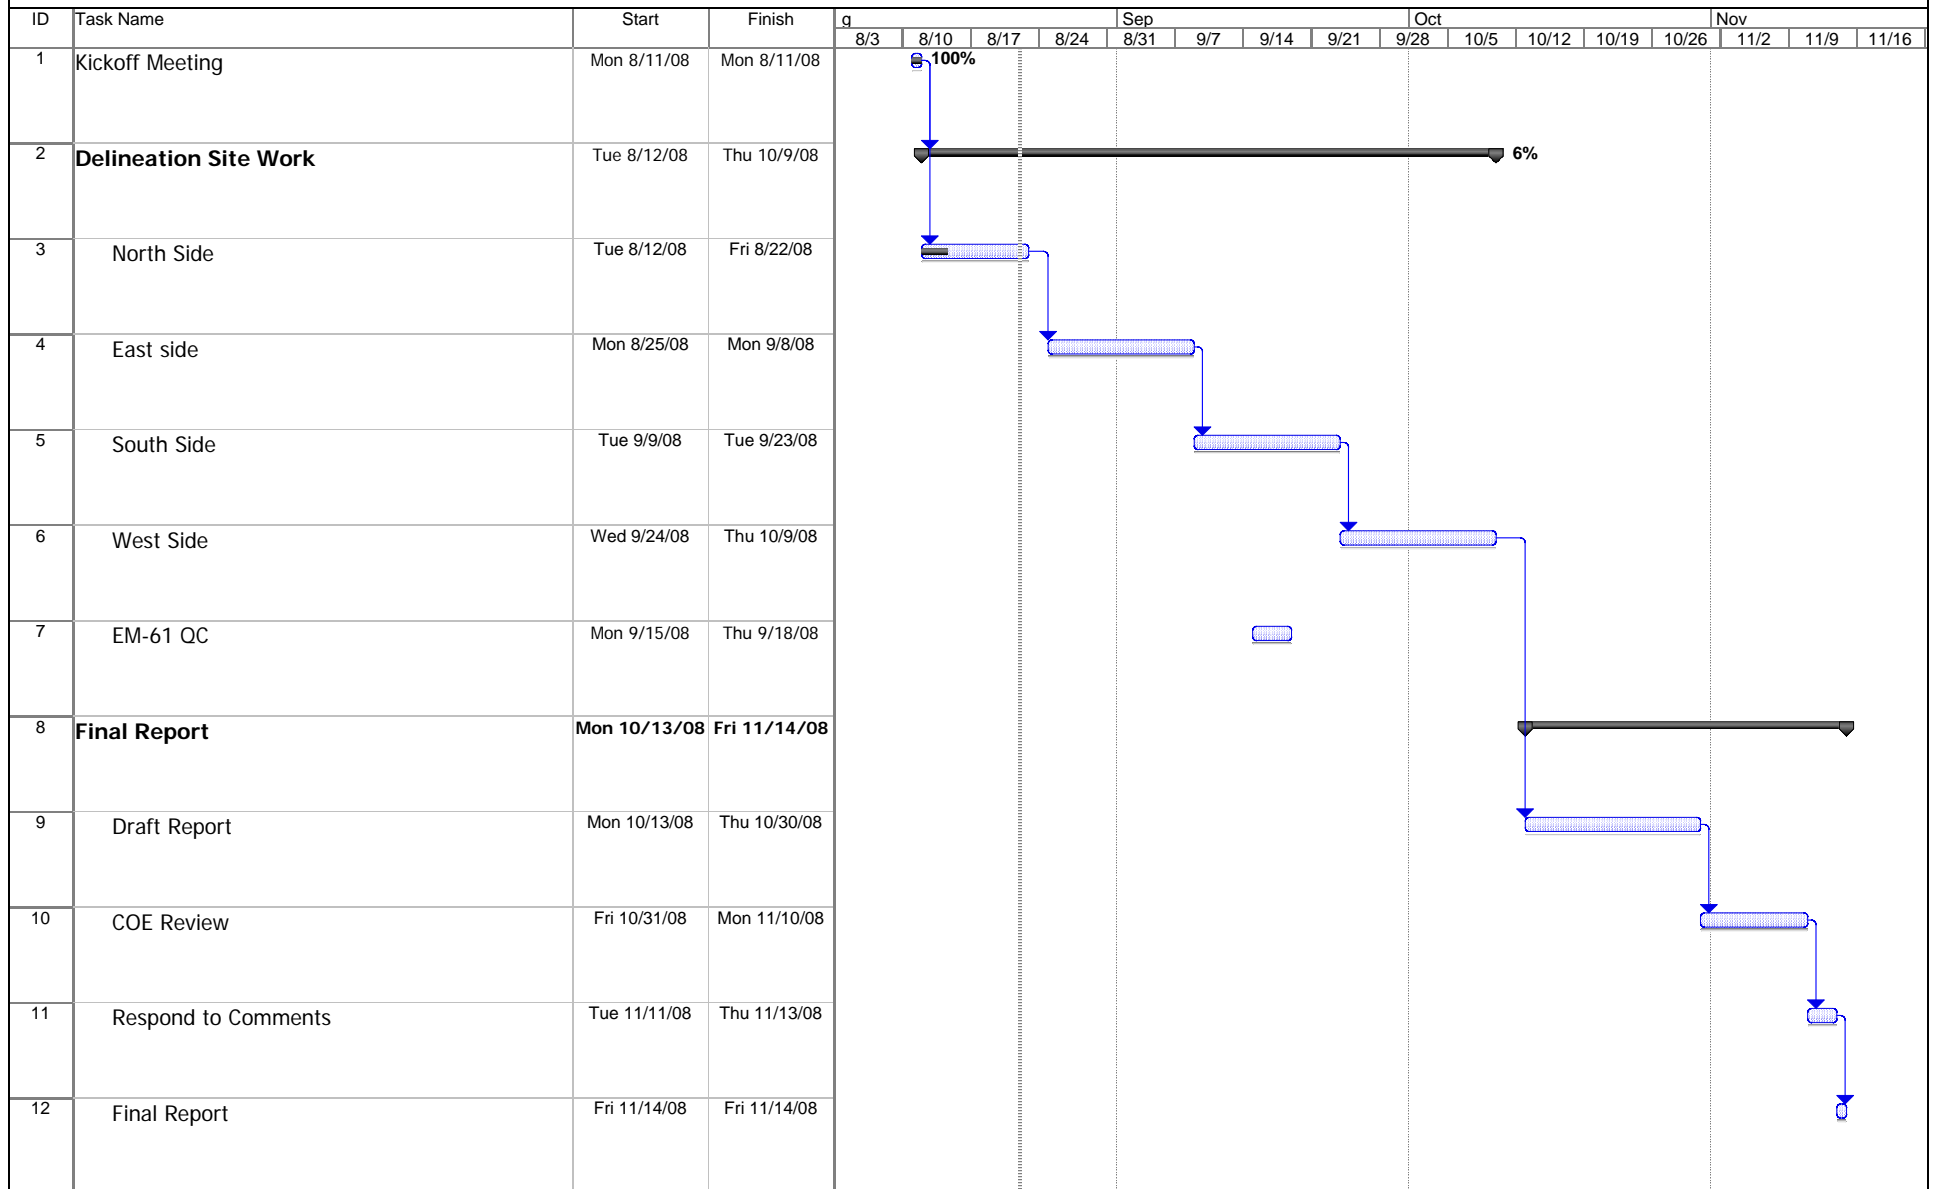 ID Task Name Start Finish g Sep Oct Nov
8/3 8/10 8/17 8/24 8/31 9/7 9/14 9/21 9/28 10/5 10/12 10/19 10/26 11/2 11/9 11/16
1 Kickoff Meeting Mon 8/11/08 Mon 8/11/08 100%
2 Delineation Site Work Tue 8/12/08 Thu 10/9/08 6%
3 North Side Tue 8/12/08 Fri 8/22/08
4 East side Mon 8/25/08 Mon 9/8/08
5 South Side Tue 9/9/08 Tue 9/23/08
6 West Side Wed 9/24/08 Thu 10/9/08
7 EM-61 QC Mon 9/15/08 Thu 9/18/08
8 Final Report Mon 10/13/08 Fri 11/14/08
9 Draft Report Mon 10/13/08 Thu 10/30/08
10 COE Review Fri 10/31/08 Mon 11/10/08
11 Respond to Comments Tue 11/11/08 Thu 11/13/08
12 Final Report Fri 11/14/08 Fri 11/14/08